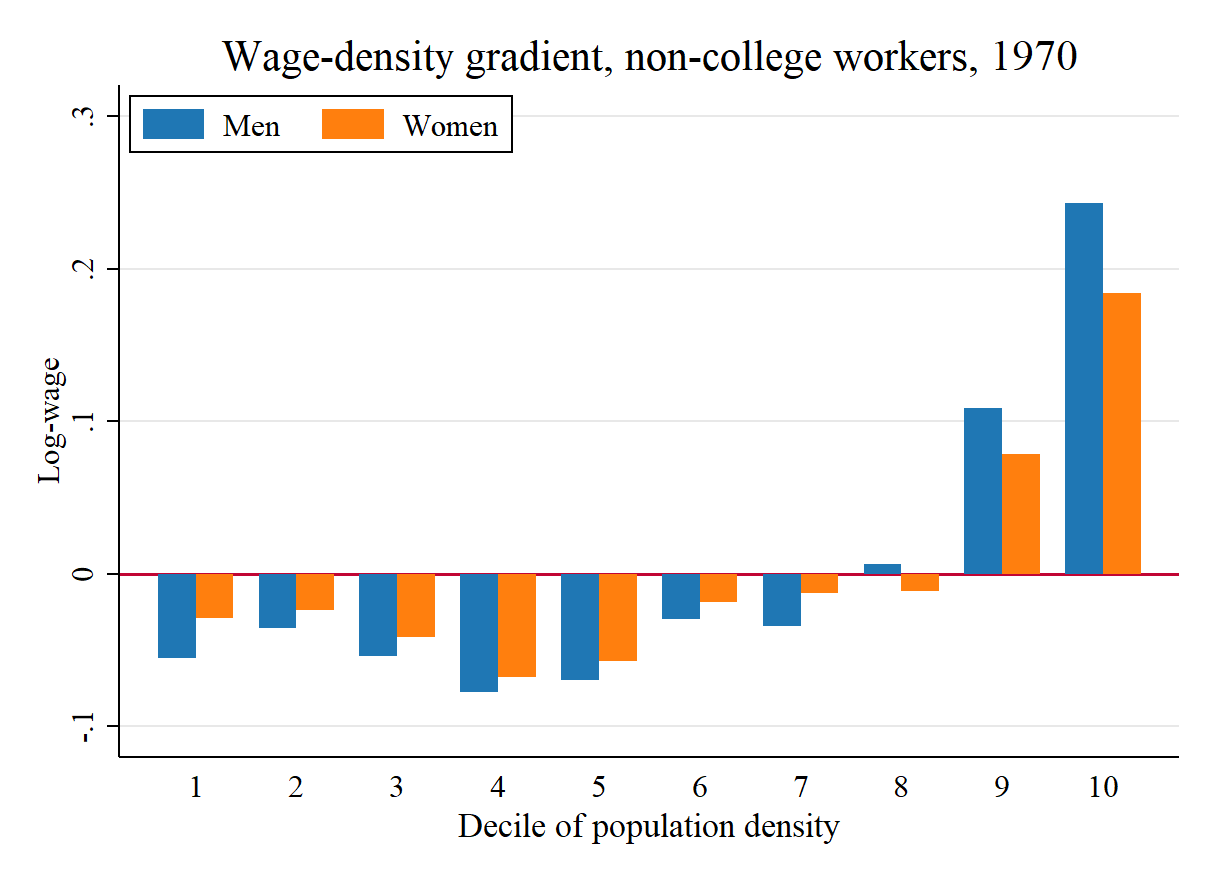 Wage-density gradient, non-college workers, 1970
Men Women
.3
.2
.1
0
-.1
Log-wage
1 2 3 4 5 6 7 8 9 10
Decile of population density